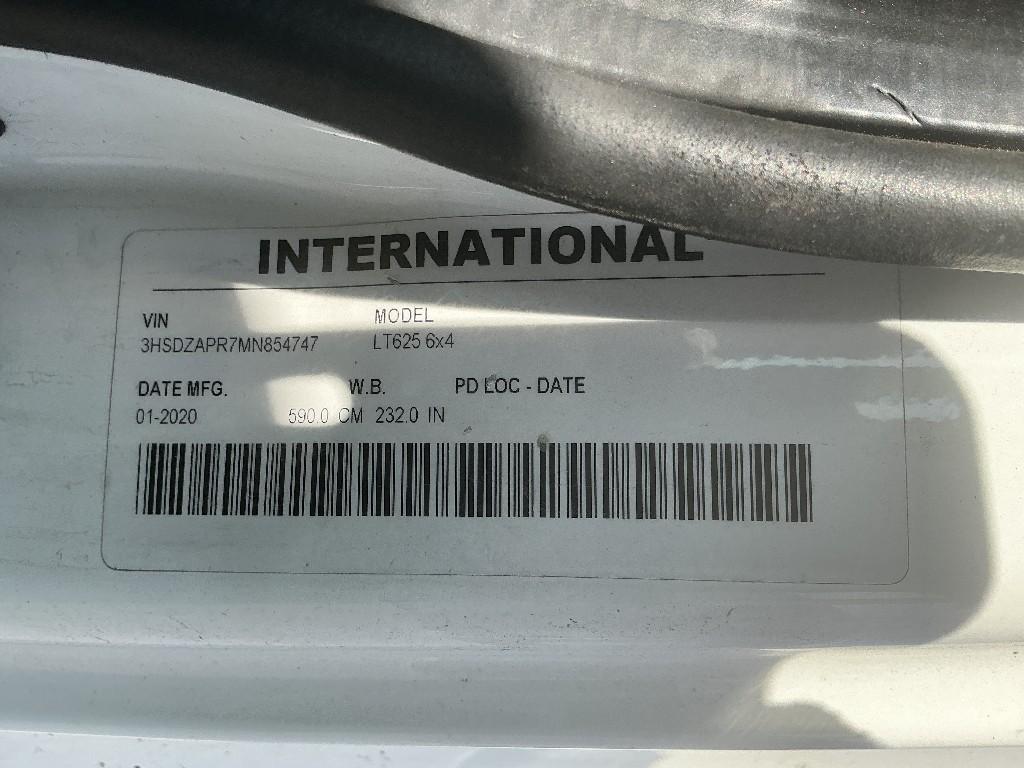 INTERNATIONAL
VIN MODEL
3HSDZAPR7MN854747 LT625 6x4
DATE MFG. W.B. PD LOC - DATE
01-2020 590.0 CM 232.0 IN